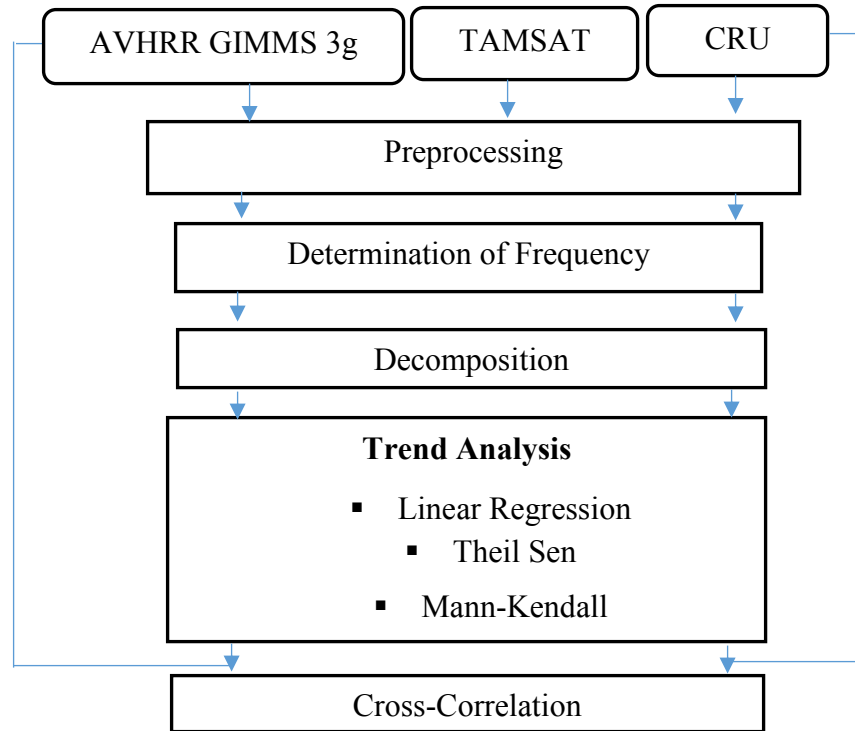 AVHRR GIMMS 3g
TAMSAT
CRU
Preprocessing
Determination of Frequency
Decomposition
Trend Analysis
▪ Linear Regression
▪ Theil Sen
▪ Mann-Kendall
Cross-Correlation